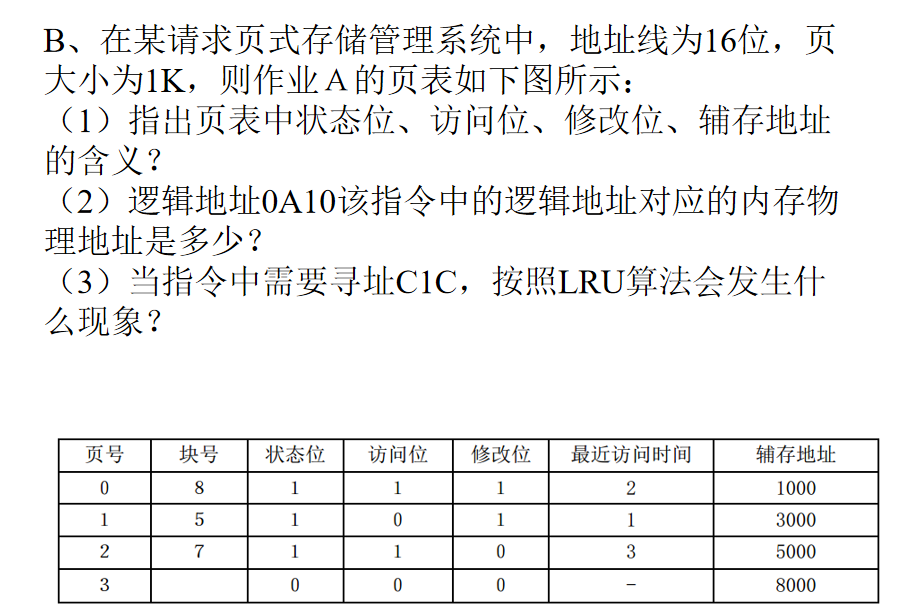 B、在某请求页式存储管理系统中，地址线为16位，页
大小为1K，则作业Ａ的页表如下图所示：
（1）指出页表中状态位、访问位、修改位、辅存地址
的含义？
（2）逻辑地址0A10该指令中的逻辑地址对应的内存物
理地址是多少？
（3）当指令中需要寻址C1C，按照LRU算法会发生什
么现象？
页号 块号 状态位 访问位 修改位 最近访问时间 辅存地址
0 8 1 1 1 2 1000
1 5 1 0 1 1 3000
2 7 1 1 0 3 5000
3 0 0 0 - 8000